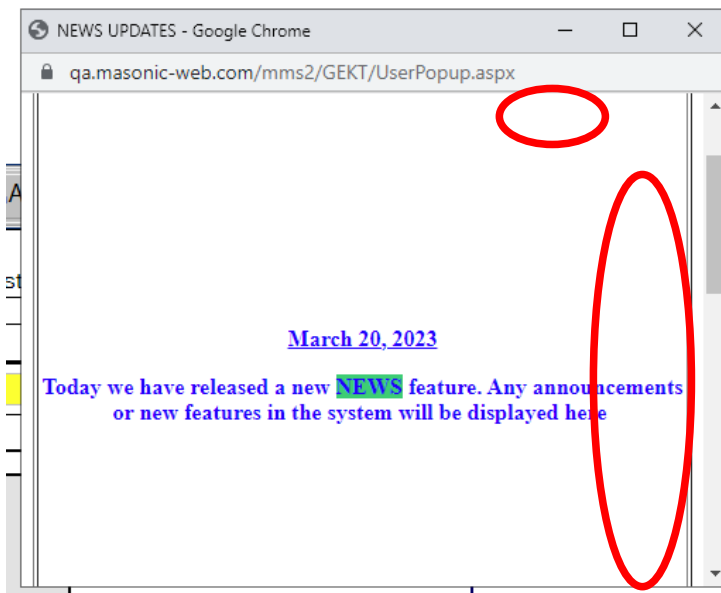 NEWS UPDATES - Google Chrome
qa.masonic-web.com/mms2/GEKT/UserPopup.aspx
A
st
March 20, 2023
Today we have released a new NEWS feature. Any announcements
or new features in the system will be displayed here